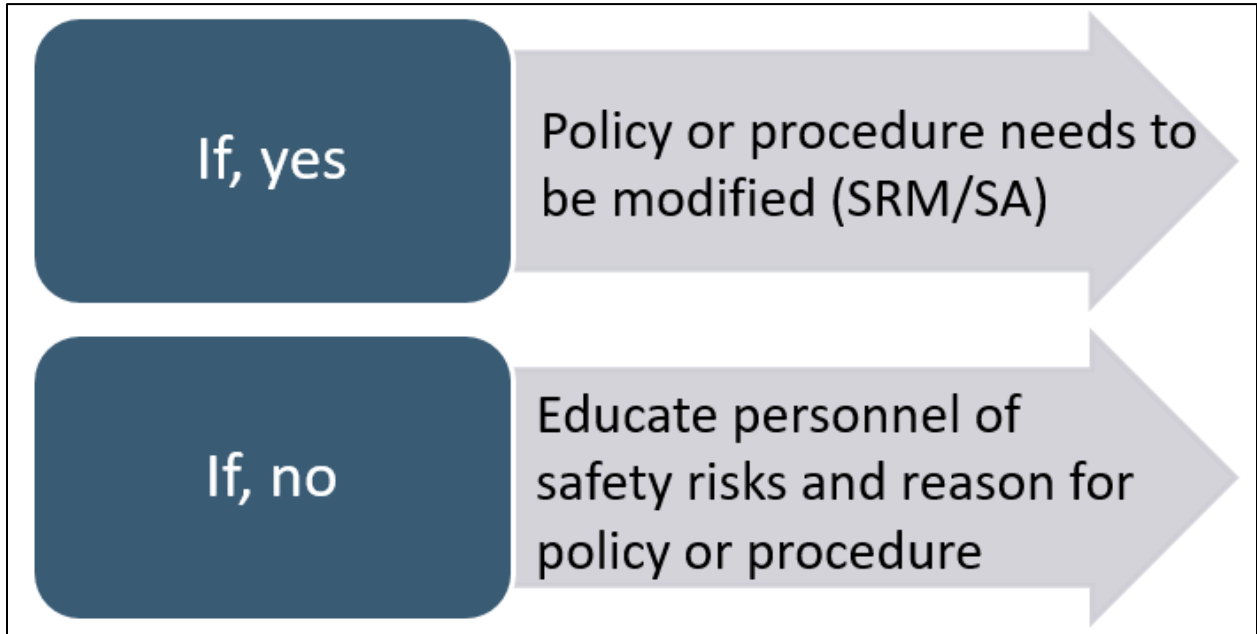 If, yes
Policy or procedure needs to
be modified (SRM/SA)
If, no
Educate personnel of
safety risks and reason for
policy or procedure